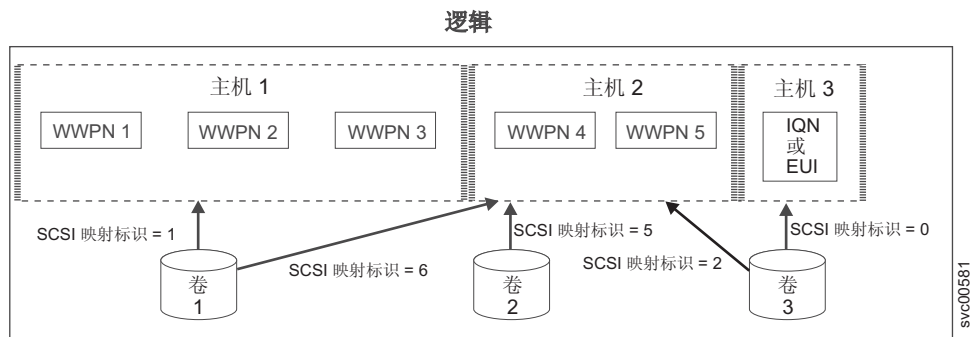 逻辑
主机 1
主机 2
主机 3
WWPN 1
WWPN 2
WWPN 3
WWPN 4
WWPN 5
IQN
或
EUI
SCSI 映射标识 = 1
SCSI 映射标识 = 6
SCSI 映射标识 = 5
SCSI 映射标识 = 2
SCSI 映射标识 = 0
卷
1
卷
2
卷
3
svc00581